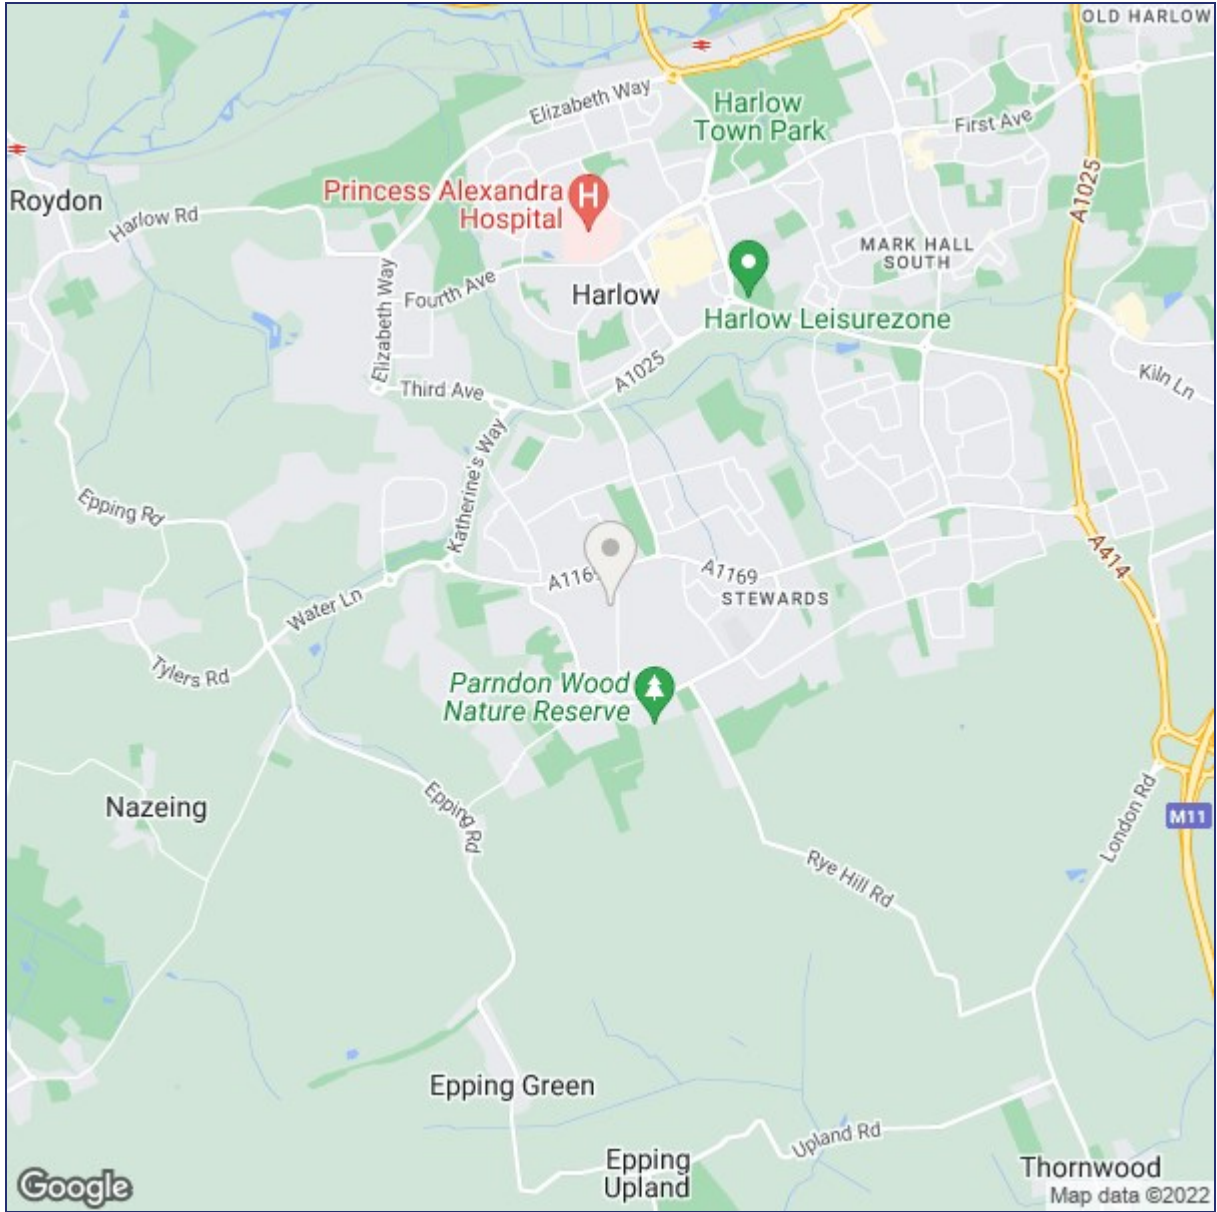 OLD HARLOW
Elizabeth Way
Harlow
Town Park
First Ave
A1025
Princess Alexandra
Hospital
H
Roydon
Harlow Rd
MARK HALL
SOUTH
Elizabeth Way
Fourth Ave
Harlow
Harlow Leisurezone
A1025
Kiln Ln
Third Ave
Katherine's Way
Epping Rd
A1169
A1169
A414
STEWARDS
Water Ln
Tylers Rd
Parndon Wood
Nature Reserve
Nazeing
Epping Rd
M11
London Rd
Rye Hill Rd
Epping Green
Upland Rd
Epping
Upland
Thornwood
Google
Map data ©2022